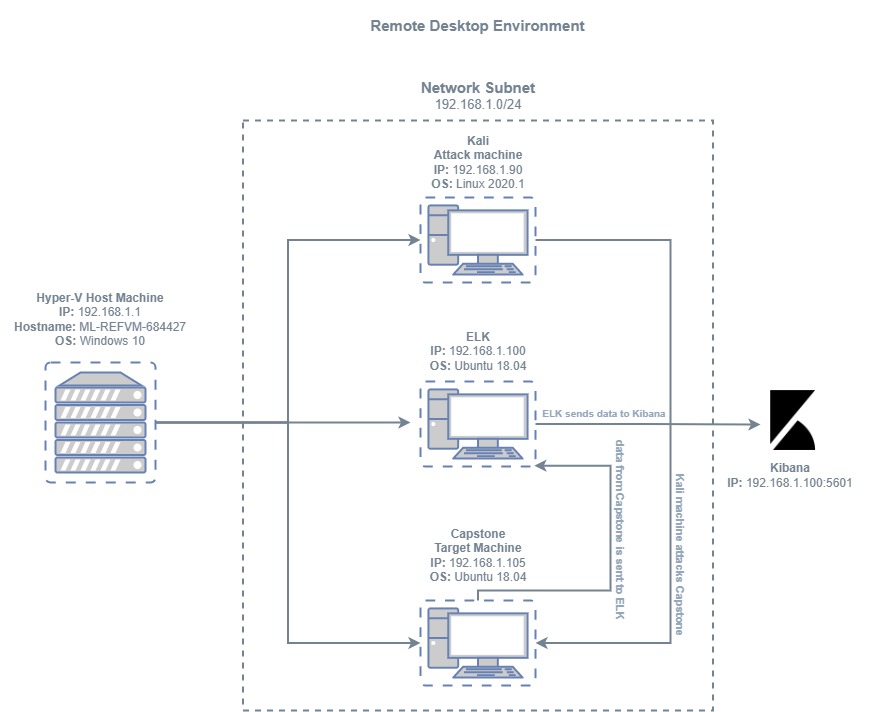 Remote Desktop Environment
Network Subnet
192.168.1.0/24
Kali
Attack machine
IP: 192.168.1.90
OS: Linux 2020.1
Hyper-V Host Machine
IP: 192.168.1.1
Hostname: ML-REFVM-684427
OS: Windows 10
ELK
IP: 192.168.1.100
OS: Ubuntu 18.04
ELK sends data to Kibana
Kibana
IP: 192.168.1.100:5601
data from Capstone is sent to ELK
Kali machine attacks Capstone
Capstone
Target Machine
IP: 192.168.1.105
OS: Ubuntu 18.04